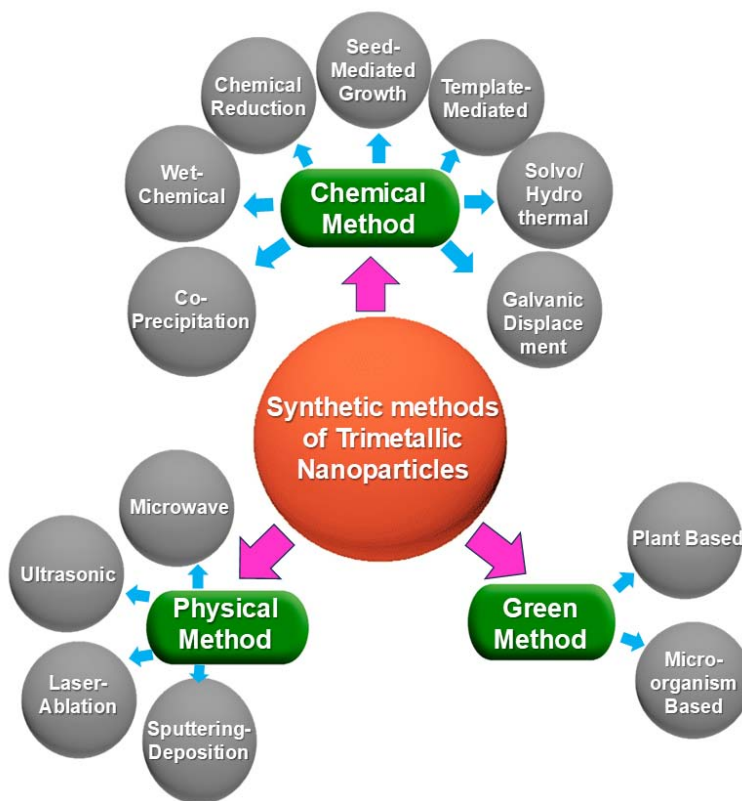 Seed-
Mediated
Growth
Chemical
Reduction
Template-
Mediated
Wet-
Chemical
Chemical
Method
Solvo/
Hydro
thermal
Co-
Precipitation
Galvanic
Displace
ment
Synthetic methods
of Trimetallic
Nanoparticles
Microwave
Ultrasonic
Physical
Method
Laser-
Ablation
Sputtering-
Deposition
Green
Method
Plant Based
Micro-
organism
Based